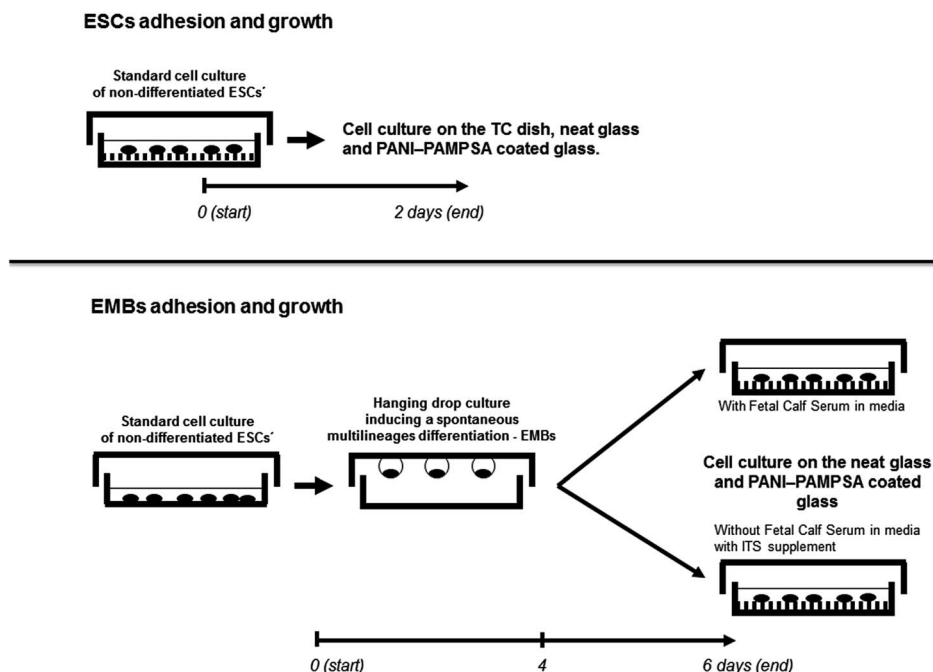 ESCs adhesion and growth
Standard cell culture
of non-differentiated ESCs´
Cell culture on the TC dish, neat glass
and PANI–PAMPSA coated glass.
0 (start)
2 days (end)
EMBs adhesion and growth
Standard cell culture
of non-differentiated ESCs´
Hanging drop culture
inducing a spontaneous
multilineages differentiation - EMBs
With Fetal Calf Serum in media
Cell culture on the neat glass
and PANI–PAMPSA coated
glass
Without Fetal Calf Serum in media
with ITS supplement
0 (start)
4
6 days (end)